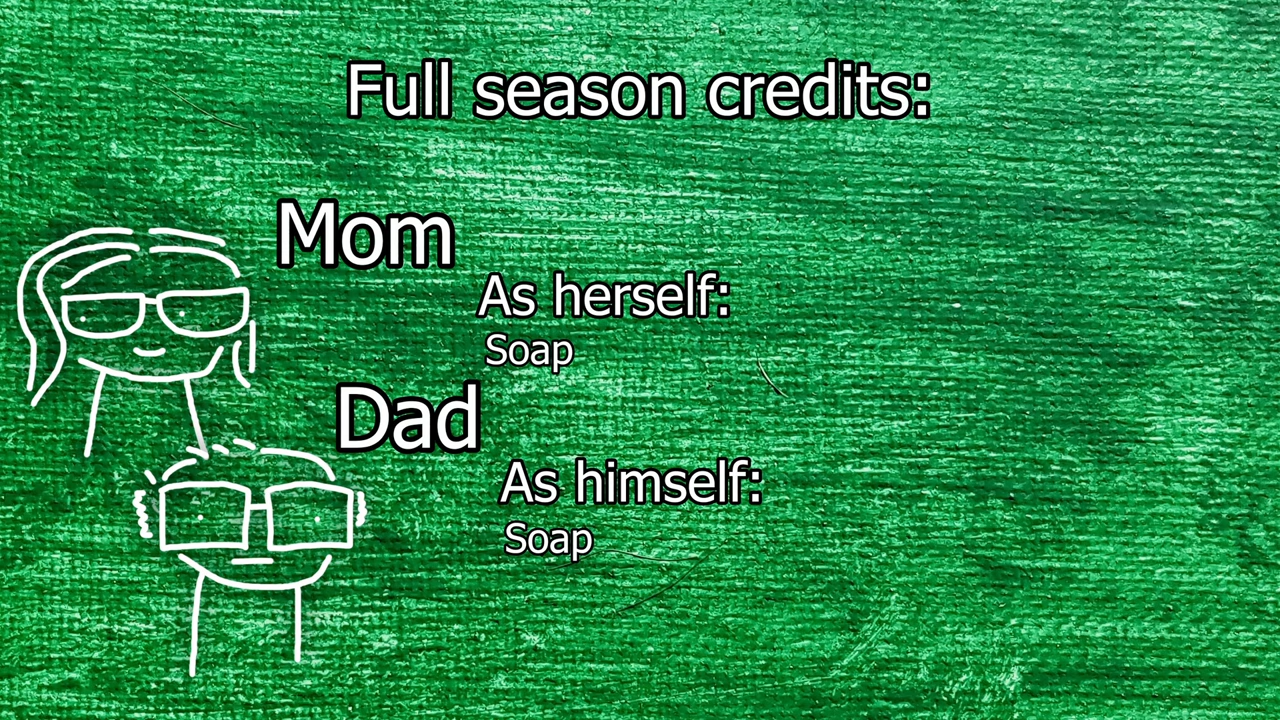 Full season credits:
Mom
As herself:
Soap
Dad
As himself:
Soap